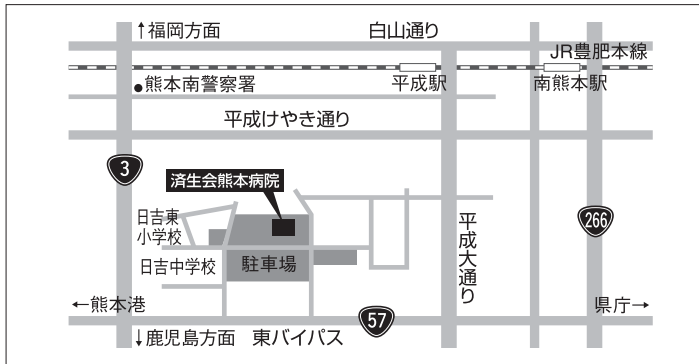 ↑福岡方面
白山通り
JR豊肥本線
●熊本南警察署
平成駅
南熊本駅
平成けやき通り
3
済生会熊本病院
日吉東
小学校
平成大通り
266
日吉中学校
駐車場
←熊本港
県庁→
57
↓鹿児島方面
東バイパス